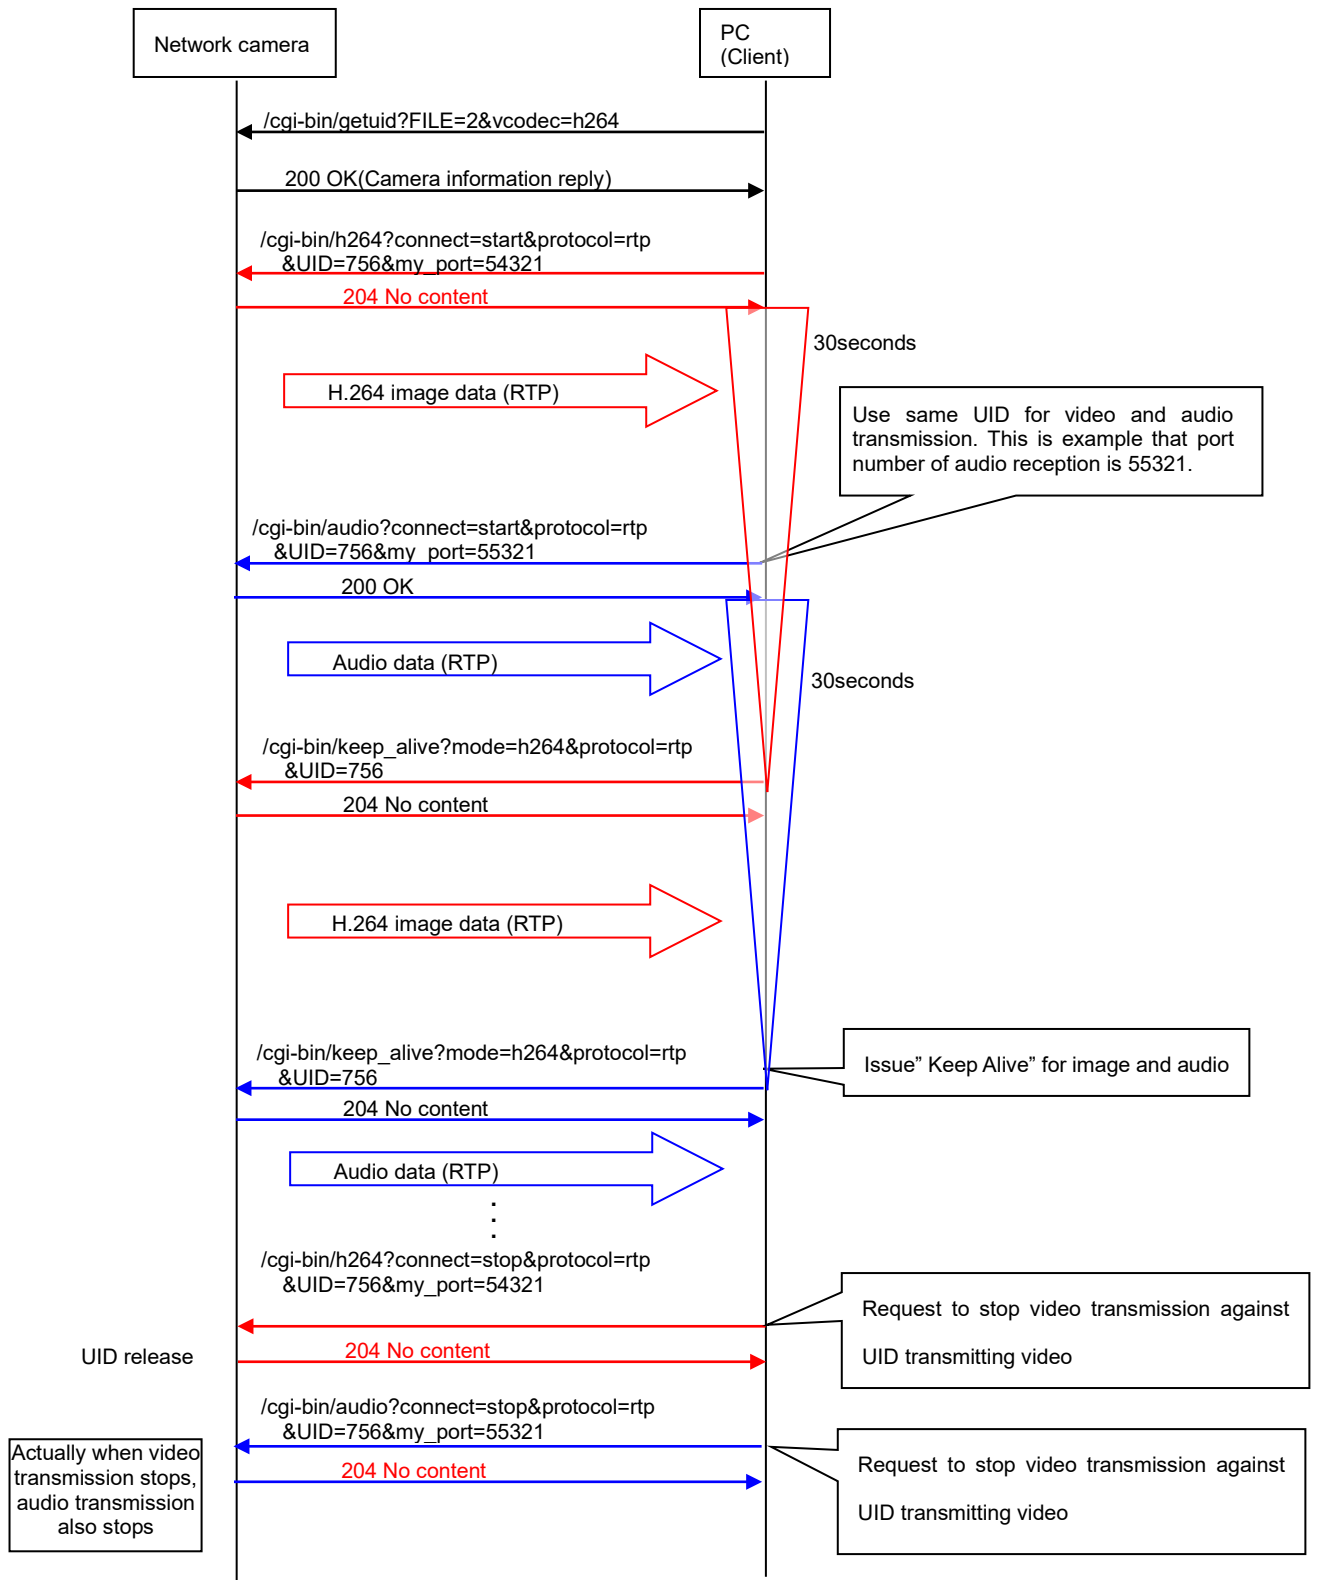 Network camera
PC
(Client)
/cgi-bin/getuid?FILE=2&vcodec=h264
200 OK(Camera information reply)
/cgi-bin/h264?connect=start&protocol=rtp
&UID=756&my_port=54321
204 No content
30seconds
H.264 image data (RTP)
Use same UID for video and audio
transmission. This is example that port
number of audio reception is 55321.
/cgi-bin/audio?connect=start&protocol=rtp
&UID=756&my_port=55321
200 OK
Audio data (RTP)
30seconds
/cgi-bin/keep_alive?mode=h264&protocol=rtp
&UID=756
204 No content
H.264 image data (RTP)
/cgi-bin/keep_alive?mode=h264&protocol=rtp
&UID=756
Issue” Keep Alive” for image and audio
204 No content
Audio data (RTP)
/cgi-bin/h264?connect=stop&protocol=rtp
&UID=756&my_port=54321
Request to stop video transmission against
UID transmitting video
UID release
204 No content
/cgi-bin/audio?connect=stop&protocol=rtp
&UID=756&my_port=55321
Actually when video
transmission stops,
audio transmission
also stops
204 No content
Request to stop video transmission against
UID transmitting video